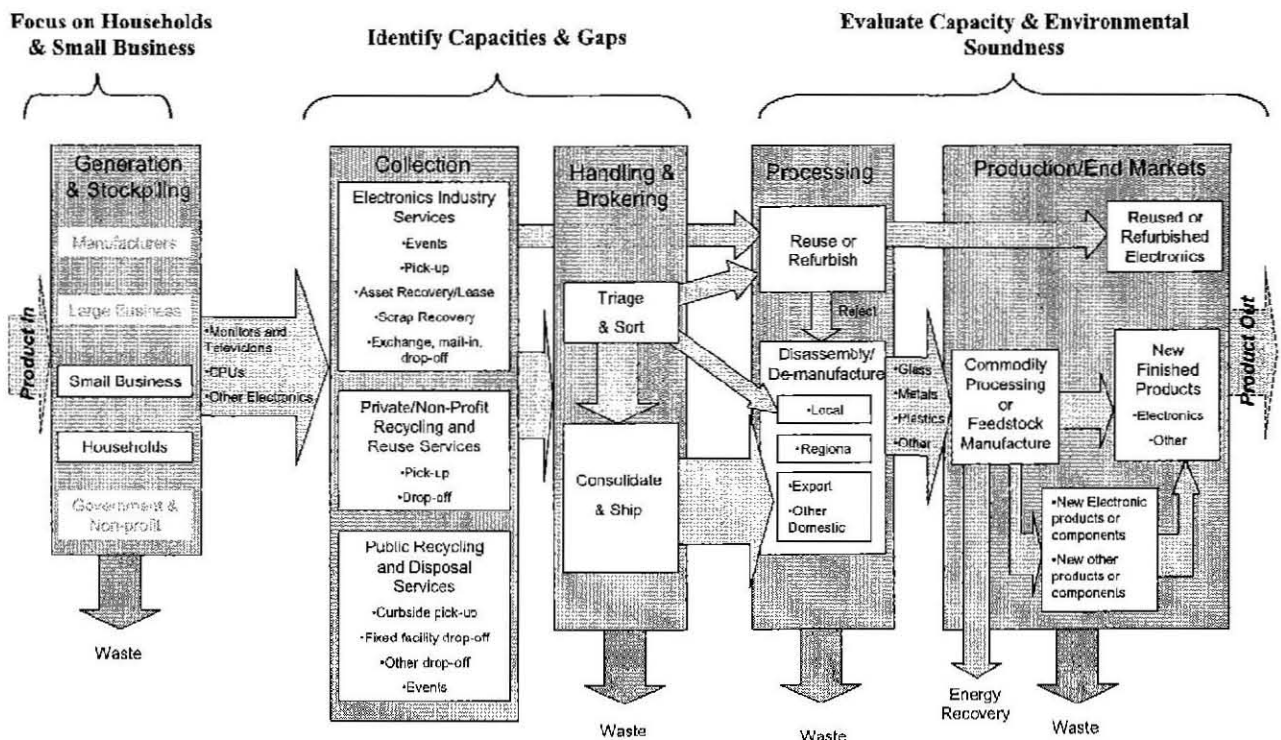 Focus on Households
& Small Business
Identify Capacities & Gaps
Evaluate Capacity & Environmental
Soundness
Product In
Generation
& Stockpiling
Manufacturers
Large Business
Small Business
Households
Government &
Non-profit
Waste
•Monitors and
Televisions
•CPUs
•Other Electronics
Collection
Electronics Industry
Services
•Events
•Pick-up
•Asset Recovery/Lease
•Scrap Recovery
•Exchange, mail-in,
drop-off
Private/Non-Profit
Recycling and
Reuse Services
•Pick-up
•Drop-off
Public Recycling
and Disposal
Services
•Curbside pick-up
•Fixed facility drop-off
•Other drop-off
•Events
Handling &
Brokering
Triage
& Sort
Consolidate
& Ship
Waste
Processing
Reuse or
Refurbish
Reject
Disassembly/
De-manufacture
•Local
•Regiona
•Export
•Other
Domestic
Waste
•Glass
•Metals
•Plastics
•Other
Production/End Markets
Reused or
Refurbished
Electronics
Commodity
Processing
or
Feedstock
Manufacture
New
Finished
Products
•Electronics
•Other
•New Electronic
products or
components
•New other
products or
components
Energy
Recovery
Waste
Product Out